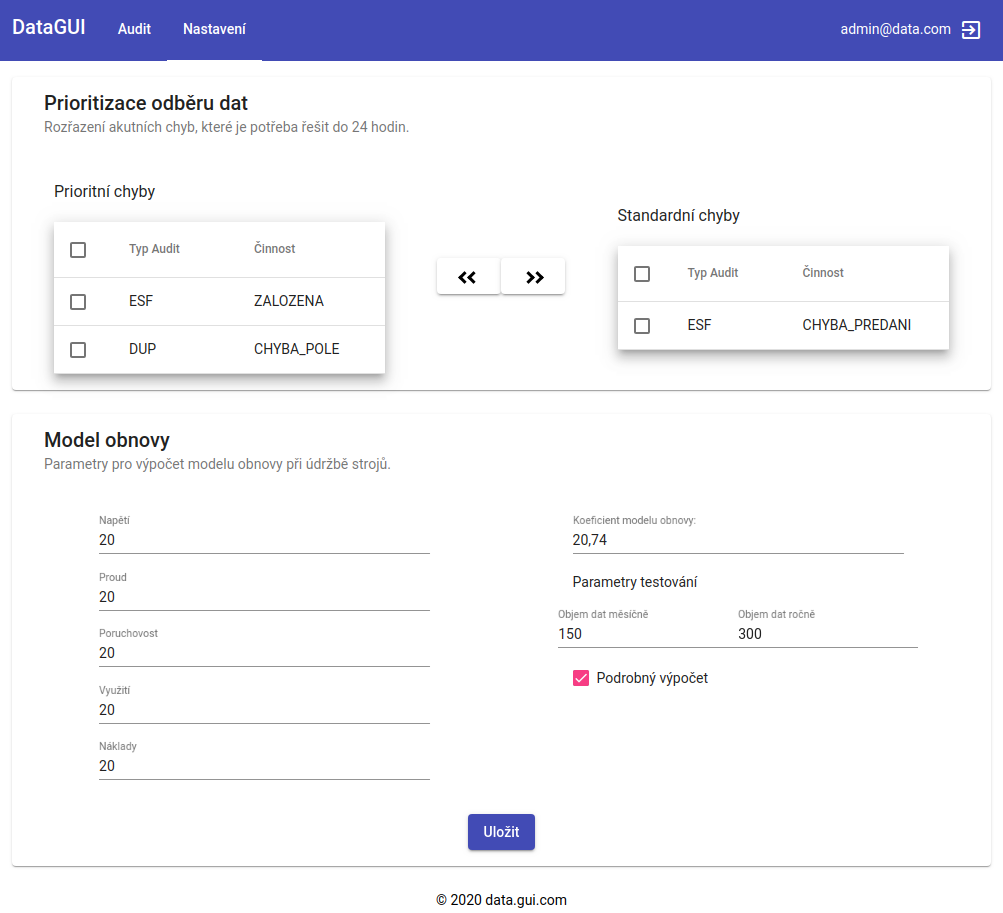 DataGUI Audit Nastavení admin@data.com
Prioritizace odběru dat
Rozřazení akutních chyb, které je potřeba řešit do 24 hodin.
Prioritní chyby
Typ Audit Činnost
ESF ZALOZENA
DUP CHYBA_POLE
Standardní chyby
Typ Audit Činnost
ESF CHYBA_PREDANI
Model obnovy
Parametry pro výpočet modelu obnovy při údržbě strojů.
Napětí
20
Proud
20
Poruchovost
20
Využití
20
Náklady
20
Koeficient modelu obnovy:
20,74
Parametry testování
Objem dat měsíčně Objem dat ročně
150 300
Podrobný výpočet
Uložit
© 2020 data.gui.com